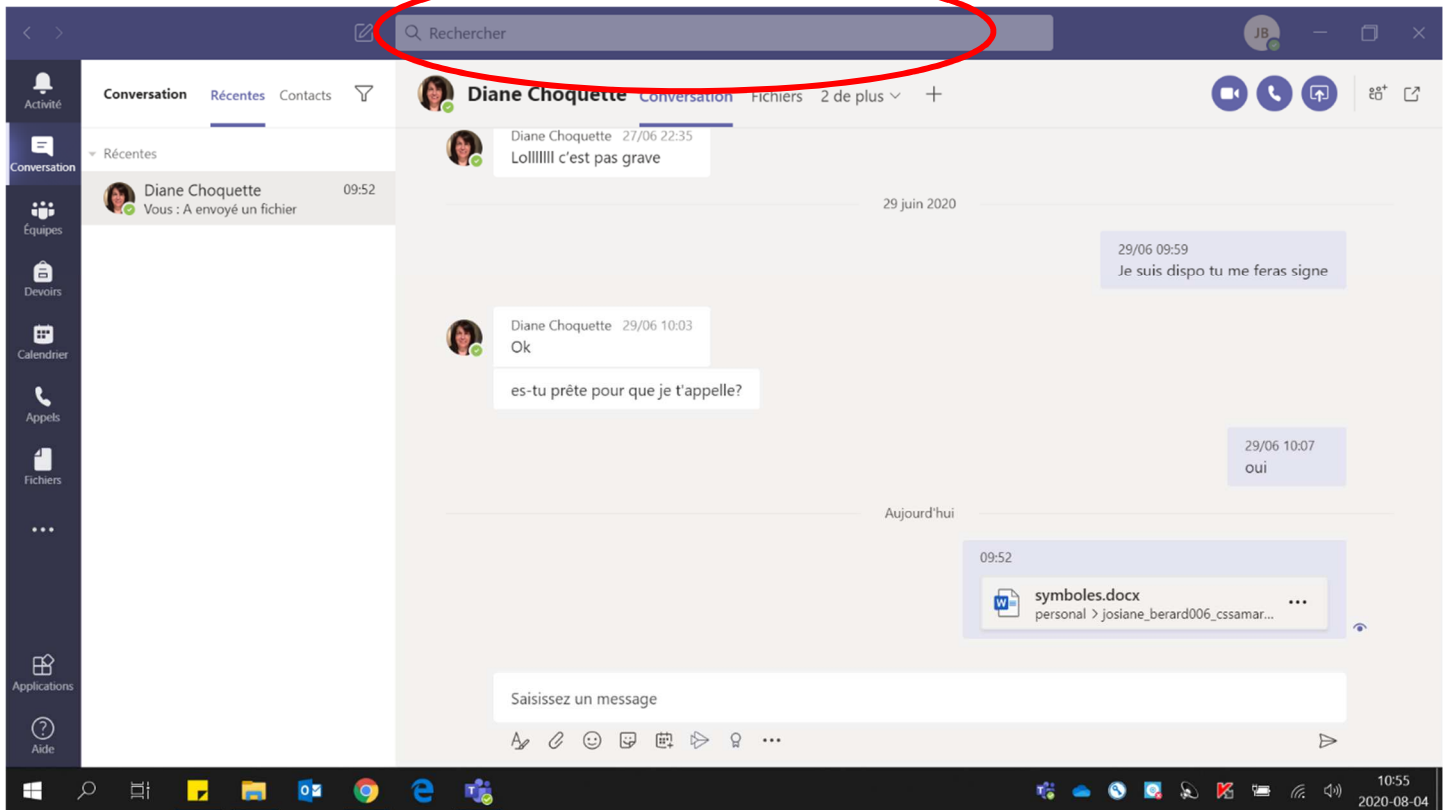 Rechercher
JB
Activité
Conversation
Équipes
Devoirs
Calendrier
Appels
Fichiers
Applications
Aide
Conversation Récentes Contacts
Récentes
Diane Choquette 09:52
Vous : A envoyé un fichier
Diane Choquette Conversation Fichiers 2 de plus
Diane Choquette 27/06 22:35
Lolllllll c'est pas grave
29 juin 2020
29/06 09:59
Je suis dispo tu me feras signe
Diane Choquette 29/06 10:03
Ok
es-tu prête pour que je t'appelle?
29/06 10:07
oui
Aujourd'hui
09:52
symboles.docx
personal > josiane_berard006_cssamar...
Saisissez un message
10:55
2020-08-04